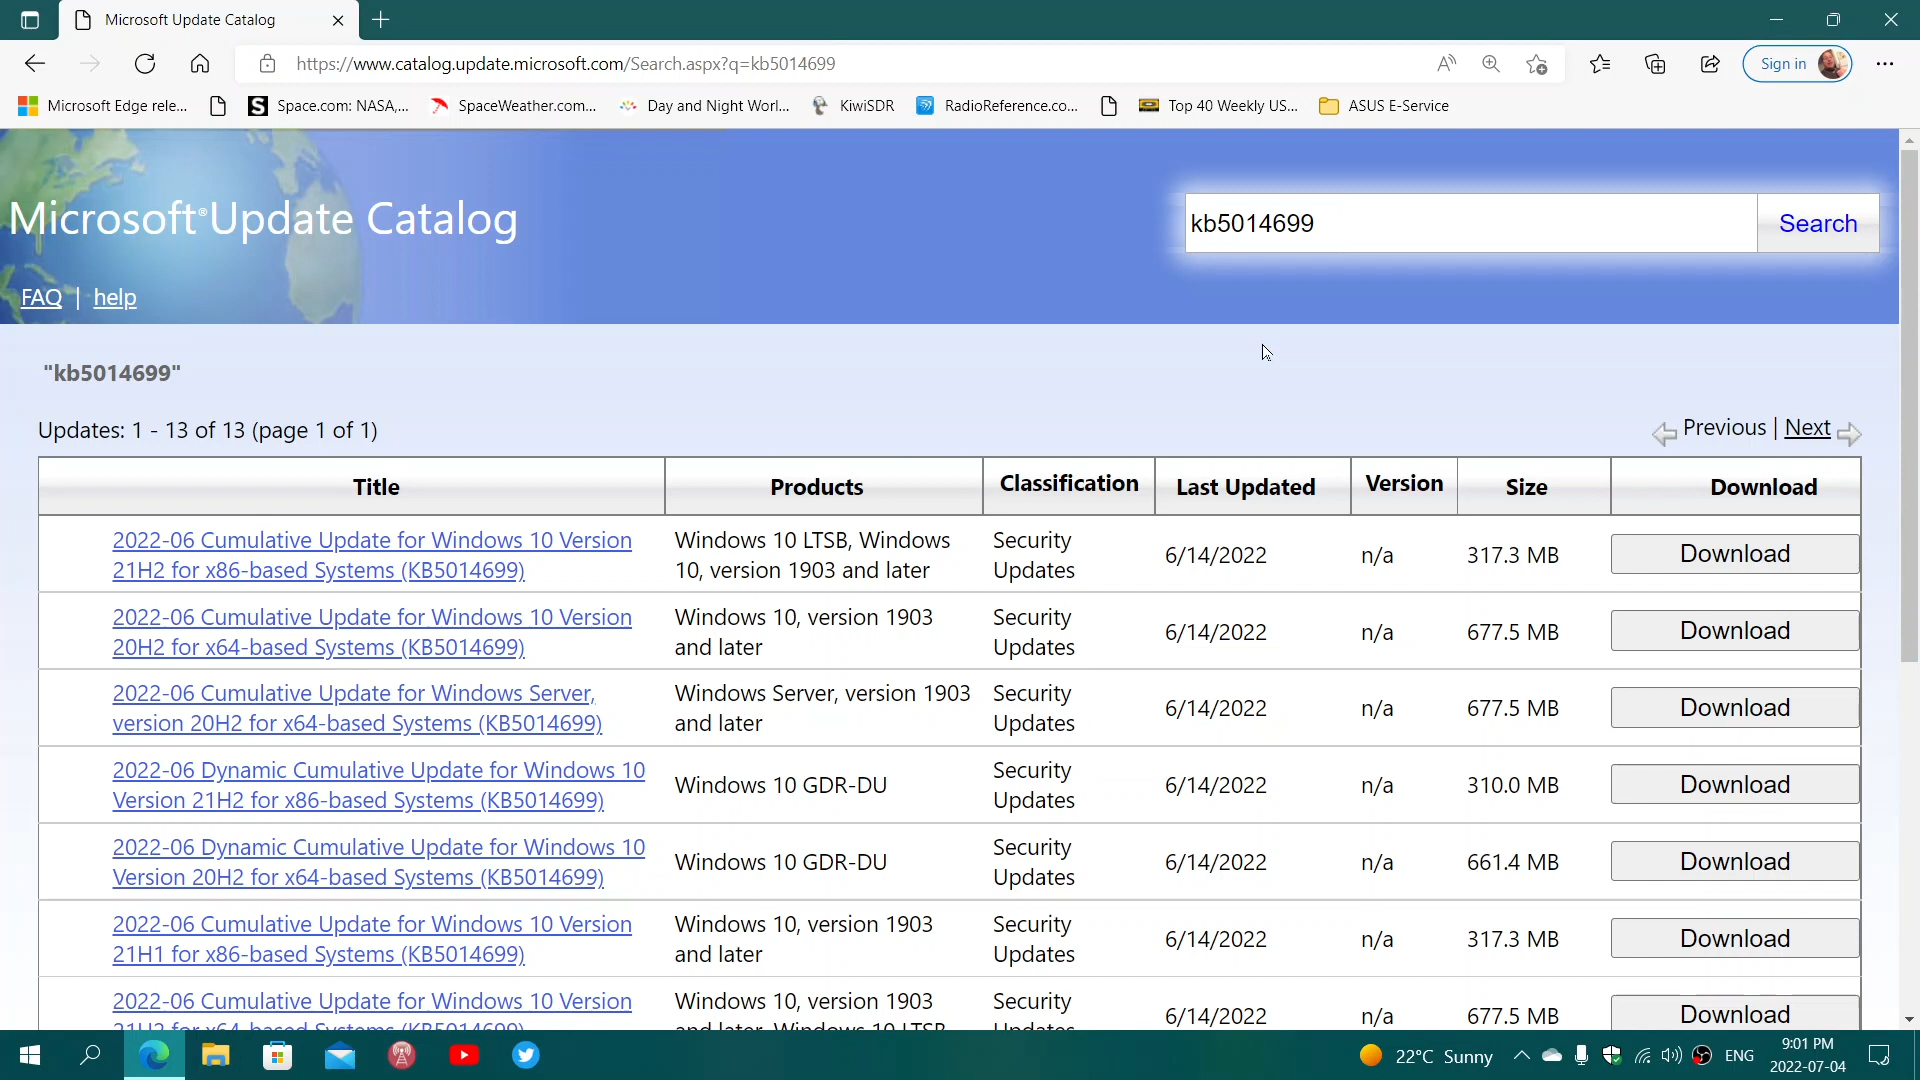 Microsoft Update Catalog
https://www.catalog.update.microsoft.com/Search.aspx?q=kb5014699
Sign in
Microsoft Edge rele...
Space.com: NASA,...
SpaceWeather.com...
Day and Night Worl...
KiwiSDR
RadioReference.co...
Top 40 Weekly US...
ASUS E-Service
Microsoft® Update Catalog
kb5014699
Search
FAQ | help
"kb5014699"
Updates: 1 - 13 of 13 (page 1 of 1)
Previous | Next
Title Products Classification Last Updated Version Size Download
2022-06 Cumulative Update for Windows 10 Version Windows 10 LTSB, Windows Security
21H2 for x86-based Systems (KB5014699) 10, version 1903 and later Updates 6/14/2022 n/a 317.3 MB Download
2022-06 Cumulative Update for Windows 10 Version Windows 10, version 1903 Security
20H2 for x64-based Systems (KB5014699) and later Updates 6/14/2022 n/a 677.5 MB Download
2022-06 Cumulative Update for Windows Server, Windows Server, version 1903 Security
version 20H2 for x64-based Systems (KB5014699) and later Updates 6/14/2022 n/a 677.5 MB Download
2022-06 Dynamic Cumulative Update for Windows 10 Security
Version 21H2 for x86-based Systems (KB5014699) Windows 10 GDR-DU Updates 6/14/2022 n/a 310.0 MB Download
2022-06 Dynamic Cumulative Update for Windows 10 Security
Version 20H2 for x64-based Systems (KB5014699) Windows 10 GDR-DU Updates 6/14/2022 n/a 661.4 MB Download
2022-06 Cumulative Update for Windows 10 Version Windows 10, version 1903 Security
21H1 for x86-based Systems (KB5014699) and later Updates 6/14/2022 n/a 317.3 MB Download
2022-06 Cumulative Update for Windows 10 Version Windows 10, version 1903 Security 6/14/2022 n/a 677.5 MB Download
22°C Sunny
ENG
9:01 PM
2022-07-04